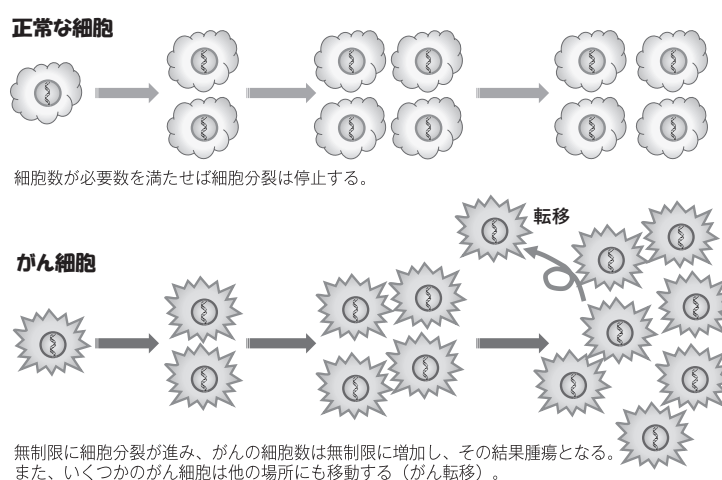 正常な細胞
細胞数が必要数を満たせば細胞分裂は停止する。
転移
がん細胞
無制限に細胞分裂が進み、がんの細胞数は無制限に増加し、その結果腫瘍となる。
また、いくつかのがん細胞は他の場所にも移動する（がん転移）。